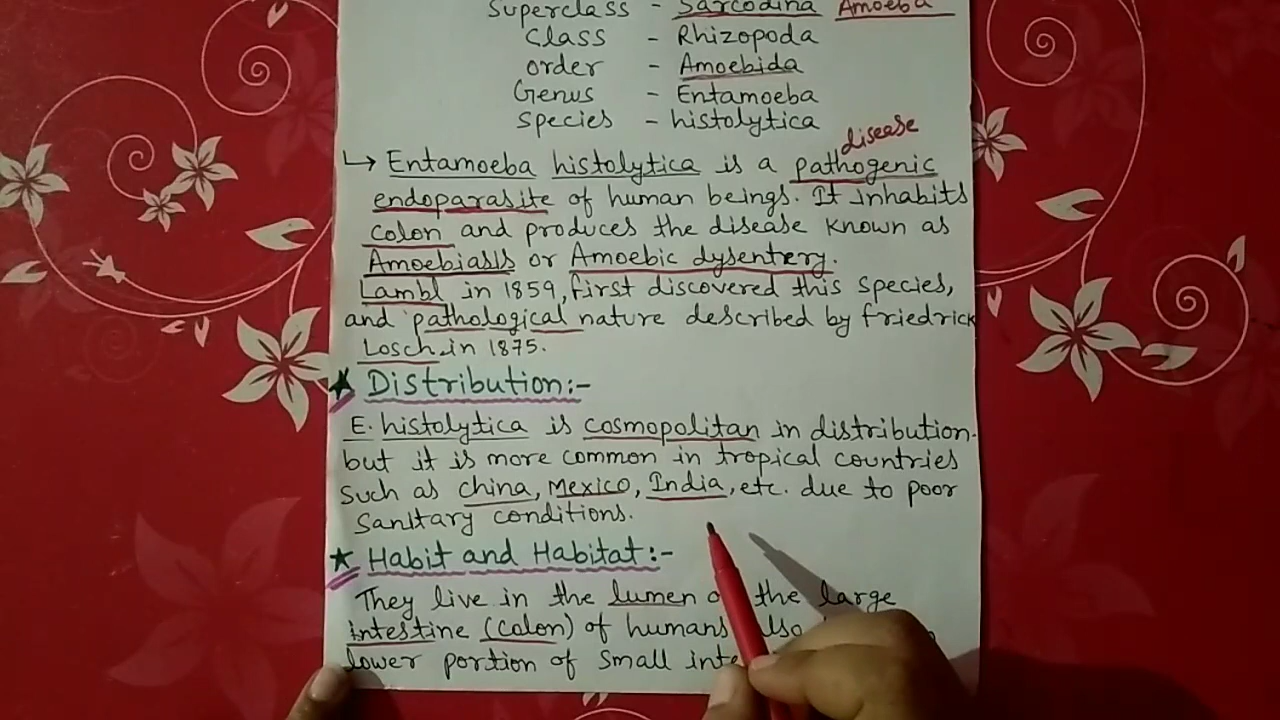 Superclass - Sarcodina Amoeba
Class - Rhizopoda
order - Amoebida
Genus - Entamoeba
species - histolytica
disease
↳ Entamoeba histolytica is a pathogenic
endoparasite of human beings. It inhabits
colon and produces the disease known as
Amoebiasis or Amoebic dysentery.
Lambl in 1859, first discovered this species,
and pathological nature described by friedrick
Losch in 1875.
★ Distribution:-
E. histolytica is cosmopolitan in distribution.
but it is more common in tropical countries
such as china, Mexico, India, etc. due to poor
sanitary conditions.
★ Habit and Habitat:-
They live in the lumen the large
intestine (colon) of humans
lower portion of small